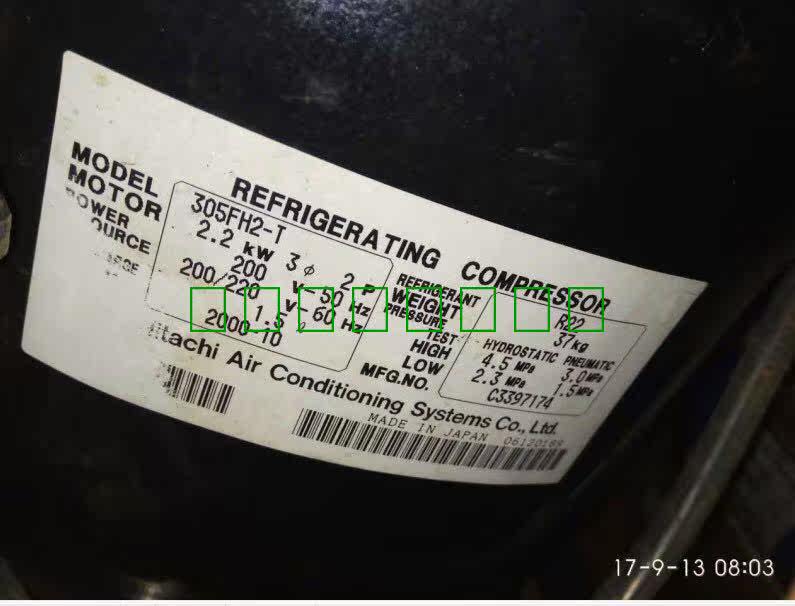 REFRIGERATING COMPRESSOR
MODEL 305FH2-T
MOTOR 2.2 kW 3φ 2 P
POWER SOURCE 200 V-50 Hz
200/220 V-60 Hz
1.5 ℓ
2000-10
REFRIGERANT R22
WEIGHT 37kg
PRESSURE TEST HYDROSTATIC PNEUMATIC
HIGH 4.5 MPa 3.0 MPa
LOW 2.3 MPa 1.5 MPa
MFG.NO. C3397174
Hitachi Air Conditioning Systems Co., Ltd.
MADE IN JAPAN
17-9-13 08:03